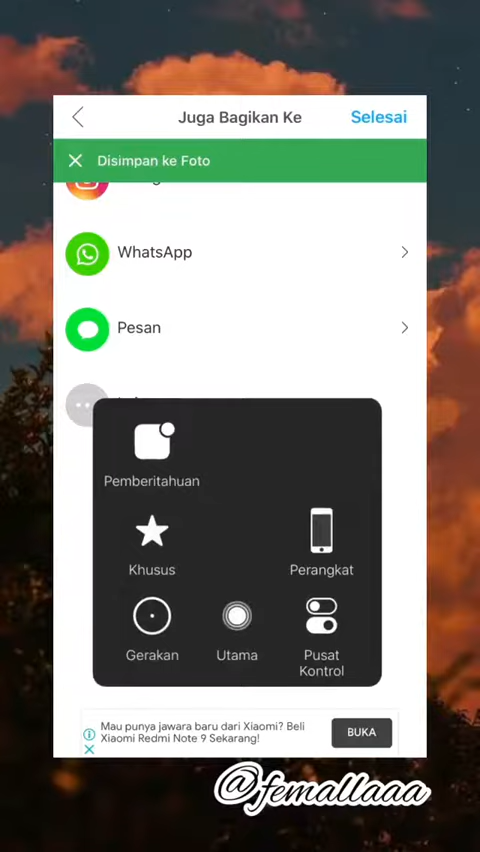 Juga Bagikan Ke
Selesai
Disimpan ke Foto
WhatsApp
Pesan
Pemberitahuan
Khusus
Perangkat
Gerakan
Utama
Pusat
Kontrol
Mau punya jawara baru dari Xiaomi? Beli
Xiaomi Redmi Note 9 Sekarang!
BUKA
@femallaaa